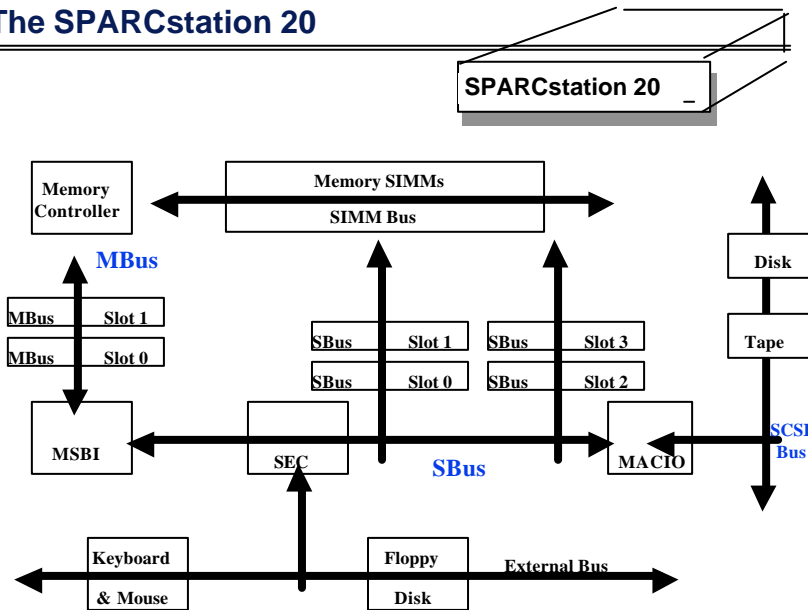 The SPARCstation 20
SPARCstation 20 _
Memory
Controller
Memory SIMMs
SIMM Bus
MBus
Disk
MBus Slot 1
MBus Slot 0
SBus Slot 1
SBus Slot 0
SBus Slot 3
SBus Slot 2
Tape
MSBI
SEC
SBus
MACIO
SCSI
Bus
Keyboard
& Mouse
Floppy
Disk
External Bus